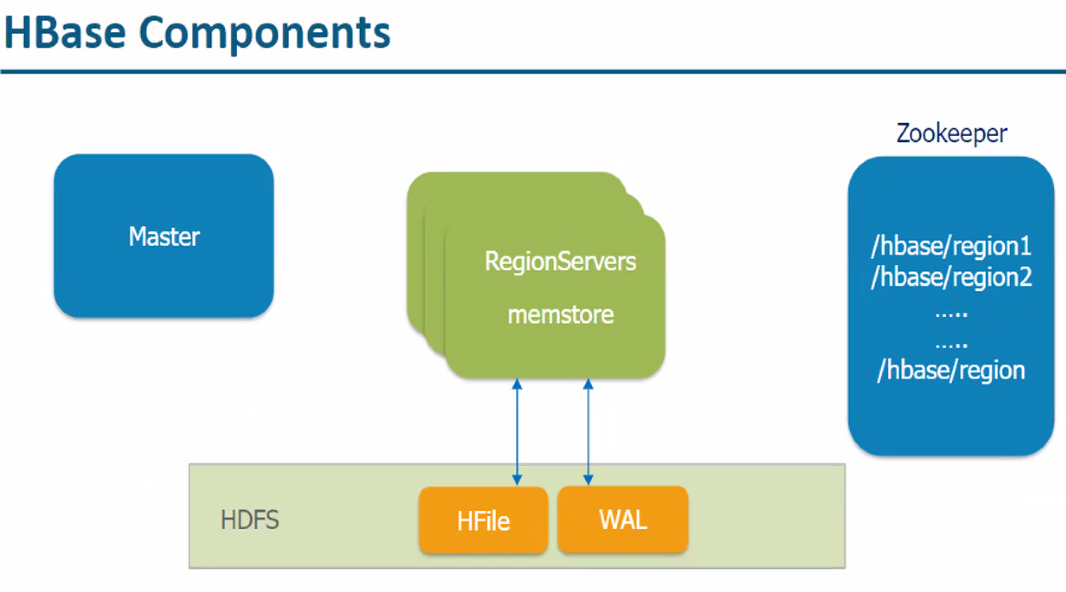 HBase Components
Zookeeper
Master
RegionServers
memstore
/hbase/region1
/hbase/region2
.....
.....
/hbase/region
HDFS
HFile
WAL